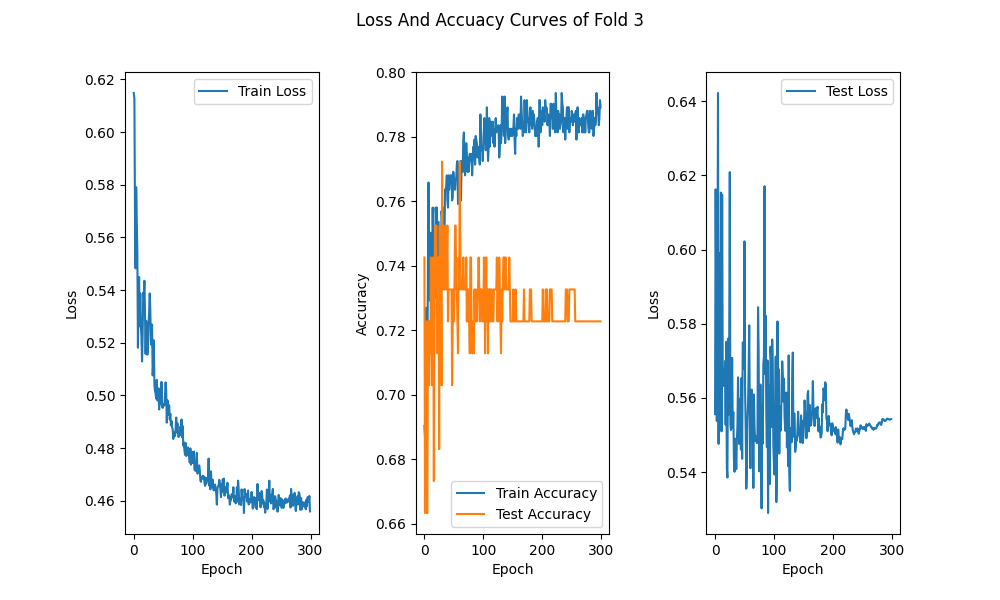 Loss And Accuacy Curves of Fold 3
Train Loss
0.62
0.60
0.58
0.56
0.54
0.52
0.50
0.48
0.46
Loss
0 100 200 300
Epoch
0.80
0.78
0.76
0.74
0.72
0.70
0.68
0.66
Accuracy
Train Accuracy
Test Accuracy
0 100 200 300
Epoch
Test Loss
0.64
0.62
0.60
0.58
0.56
0.54
Loss
0 100 200 300
Epoch